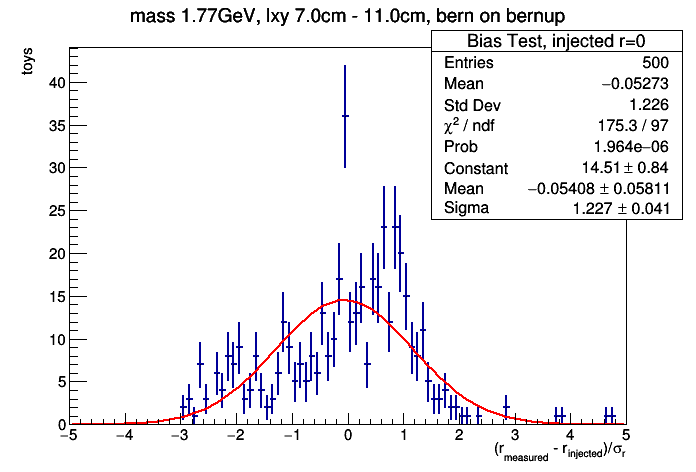 mass 1.77GeV, lxy 7.0cm - 11.0cm, bern on bernup
Bias Test, injected r=0
Entries 500
Mean −0.05273
Std Dev 1.226
χ² / ndf 175.3 / 97
Prob 1.964e−06
Constant 14.51 ± 0.84
Mean −0.05408 ± 0.05811
Sigma 1.227 ± 0.041
toys
40
35
30
25
20
15
10
5
0
−5 −4 −3 −2 −1 0 1 2 3 4 5
(r_measured - r_injected)/σ_r